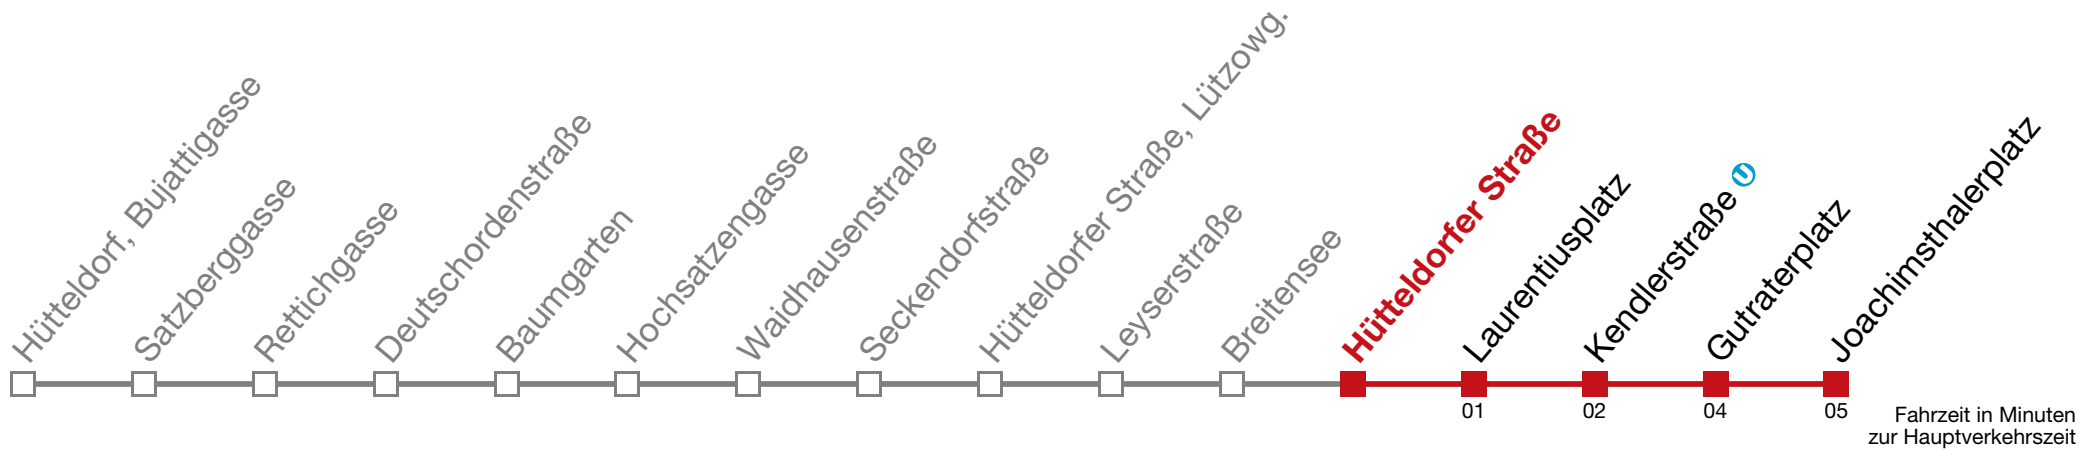 Hütteldorf, Bujattigasse
Satzberggasse
Rettichgasse
Deutschordenstraße
Baumgarten
Hochsatzengasse
Waidhausenstraße
Seckendorfstraße
Hütteldorfer Straße, Lützowg.
Leyserstraße
Breitensee
Hütteldorfer Straße
Laurentiusplatz
Kendlerstraße U
Gutraterplatz
Joachimsthalerplatz
01
02
04
05
Fahrzeit in Minuten
zur Hauptverkehrszeit